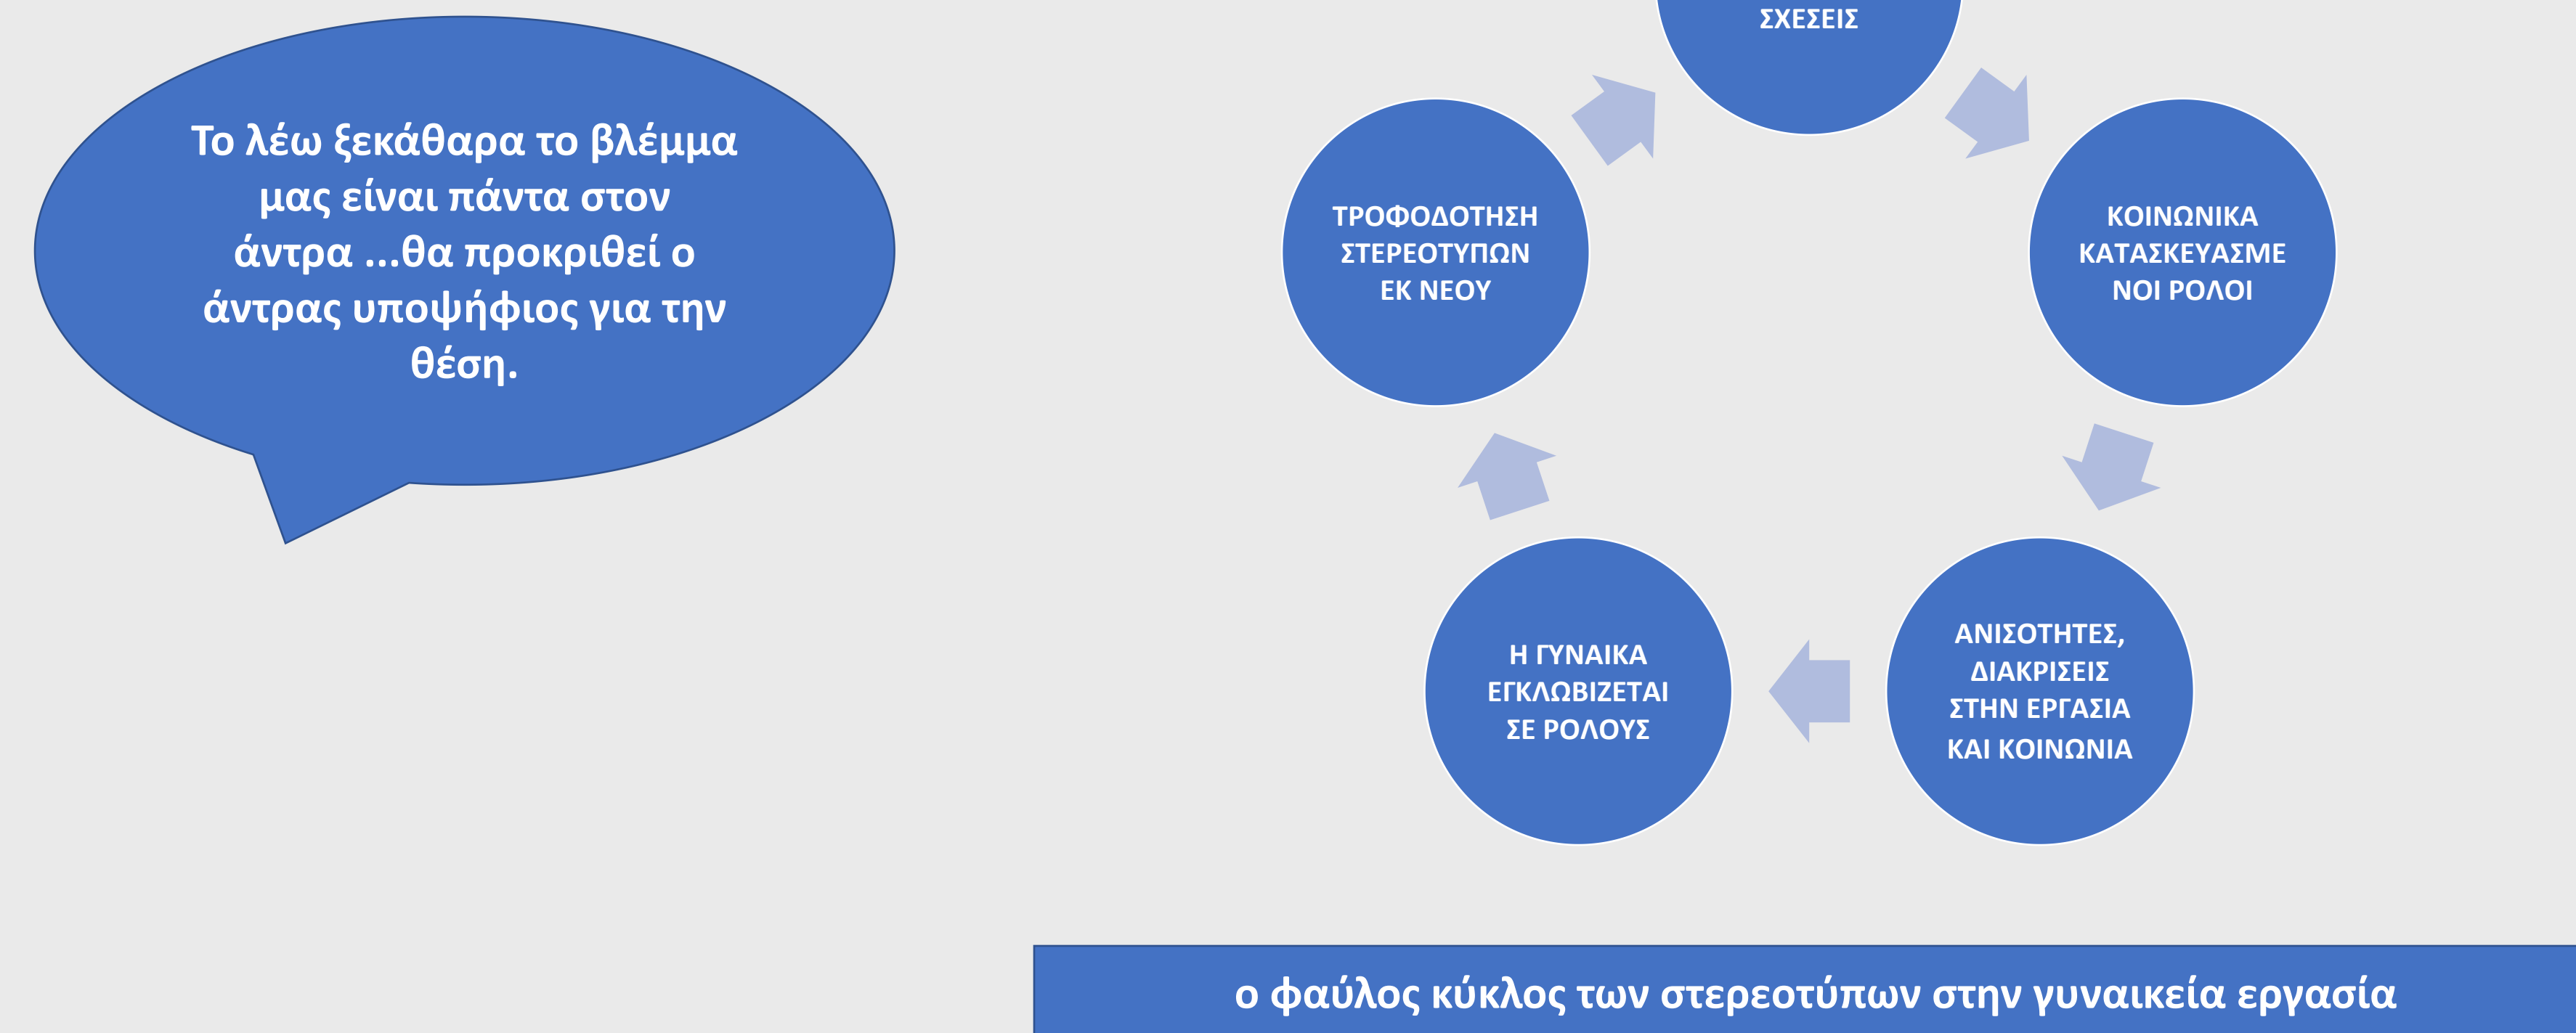 Το λέω ξεκάθαρα το βλέμμα
μας είναι πάντα στον
άντρα ...θα προκριθεί ο
άντρας υποψήφιος για την
θέση.
ΣΧΕΣΕΙΣ
ΚΟΙΝΩΝΙΚΑ
ΚΑΤΑΣΚΕΥΑΣΜΕ
ΝΟΙ ΡΟΛΟΙ
ΑΝΙΣΟΤΗΤΕΣ,
ΔΙΑΚΡΙΣΕΙΣ
ΣΤΗΝ ΕΡΓΑΣΙΑ
ΚΑΙ ΚΟΙΝΩΝΙΑ
Η ΓΥΝΑΙΚΑ
ΕΓΚΛΩΒΙΖΕΤΑΙ
ΣΕ ΡΟΛΟΥΣ
ΤΡΟΦΟΔΟΤΗΣΗ
ΣΤΕΡΕΟΤΥΠΩΝ
ΕΚ ΝΕΟΥ
ο φαύλος κύκλος των στερεοτύπων στην γυναικεία εργασία